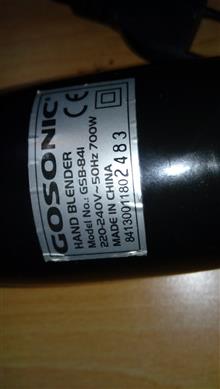 GOSONIC
HAND BLENDER
Model No.: GSB-841
220-240V~50Hz 700W
MADE IN CHINA
8413001180 2483